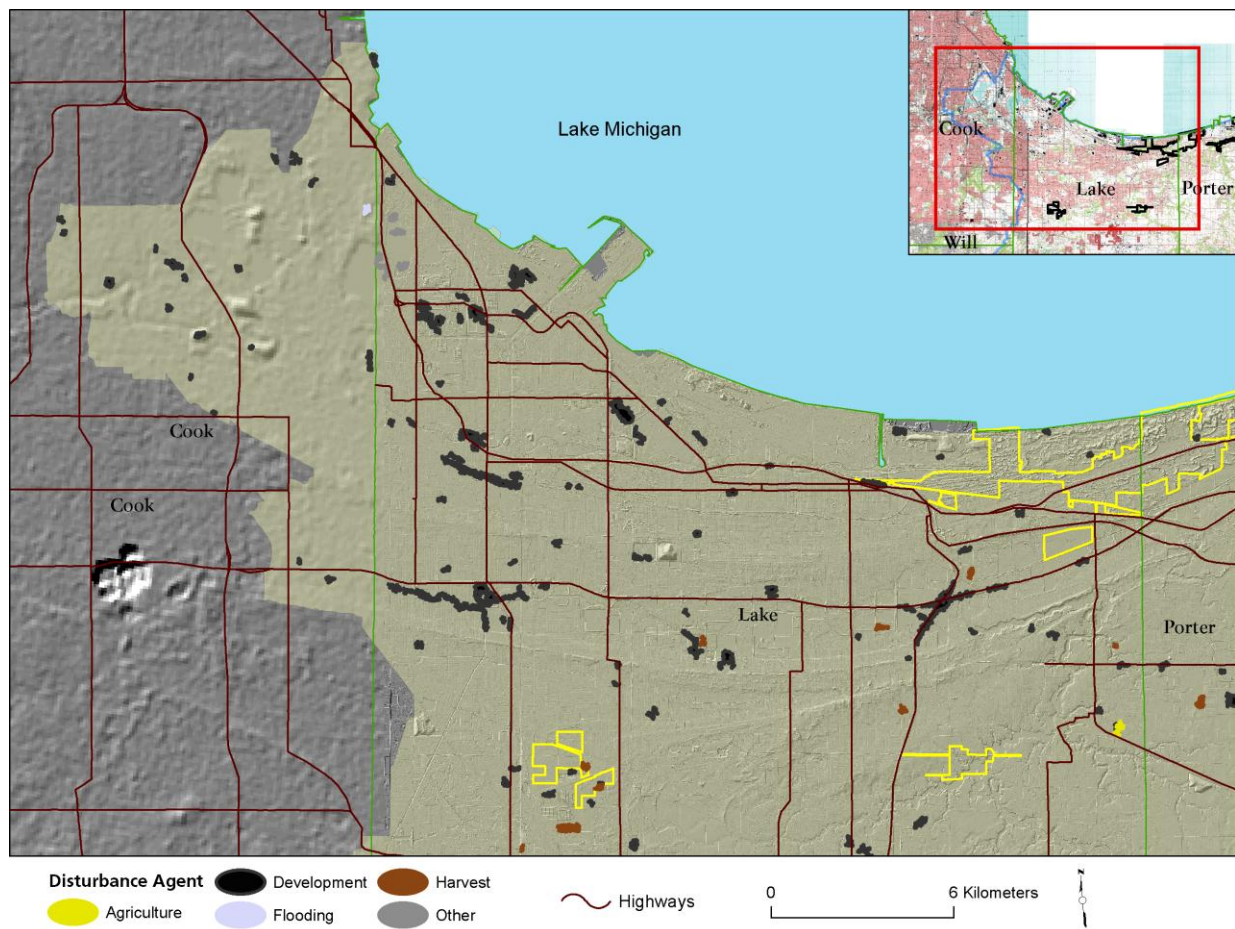 Lake Michigan
Cook
Lake
Porter
Will
Cook
Cook
Lake
Porter
Disturbance Agent
Development
Harvest
Agriculture
Flooding
Other
Highways
0
6 Kilometers
N